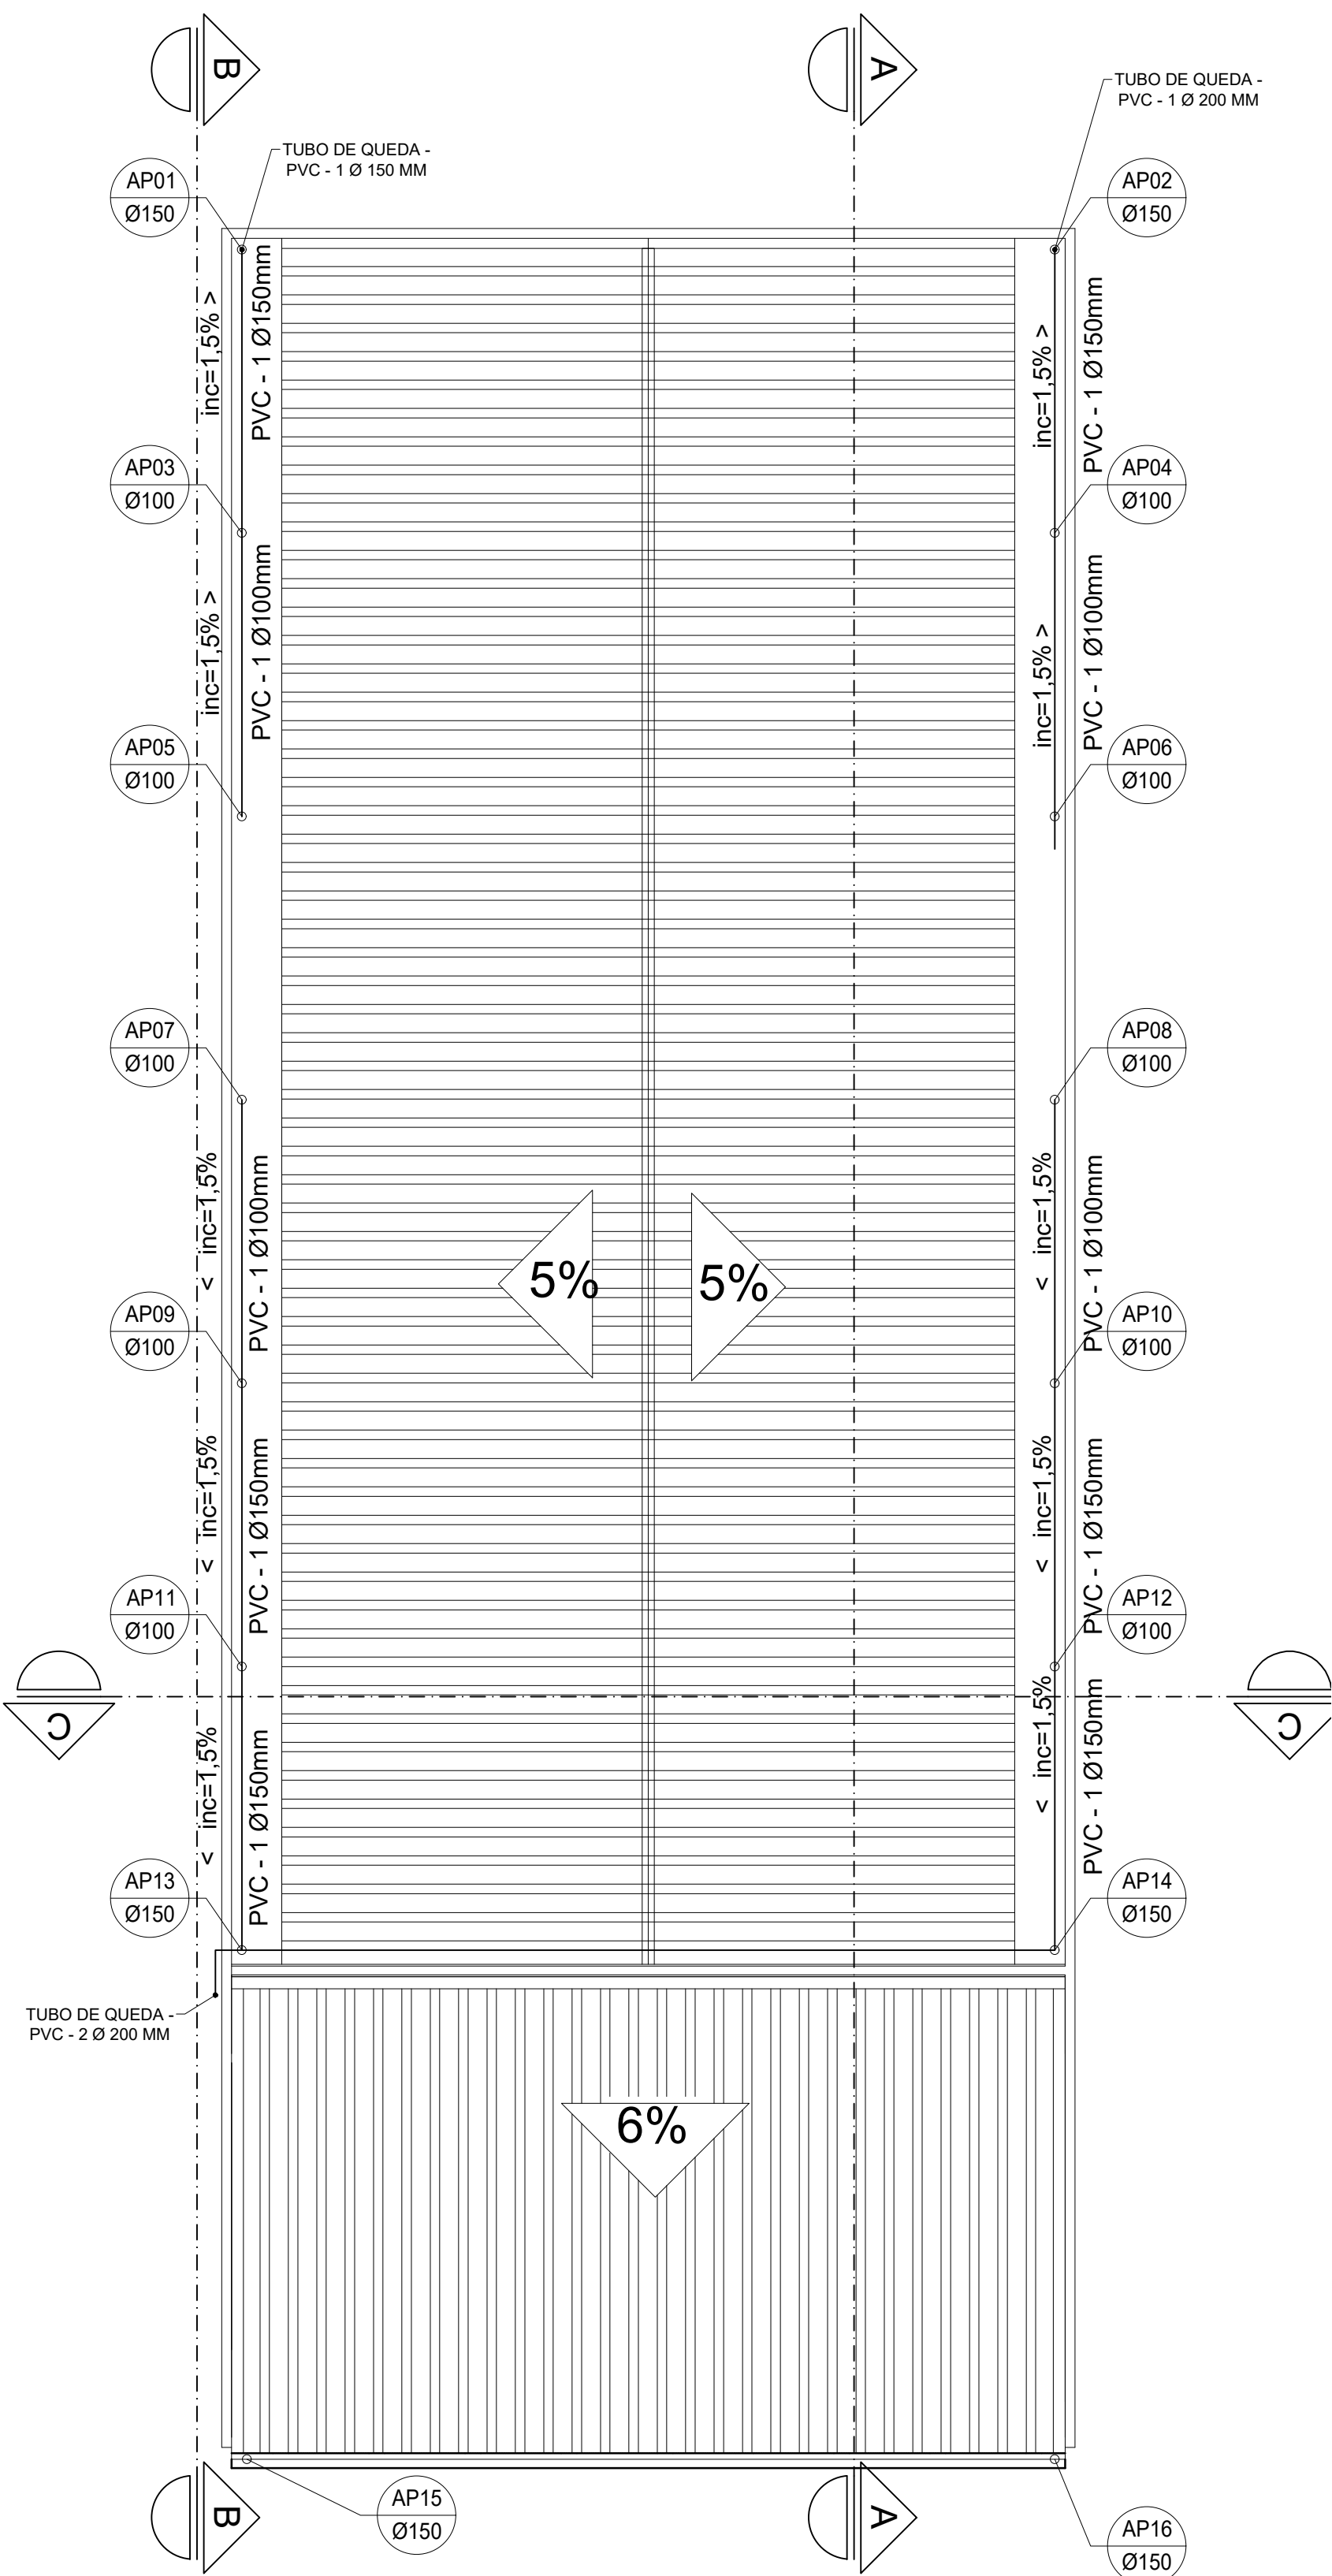 B
A
TUBO DE QUEDA -
PVC - 1 Ø 200 MM
TUBO DE QUEDA -
PVC - 1 Ø 150 MM
AP01
Ø150
AP02
Ø150
inc=1,5% >
PVC - 1 Ø150mm
inc=1,5% >
PVC - 1 Ø150mm
AP03
Ø100
AP04
Ø100
inc=1,5% >
PVC - 1 Ø100mm
inc=1,5% >
PVC - 1 Ø100mm
AP05
Ø100
AP06
Ø100
AP07
Ø100
AP08
Ø100
< inc=1,5%
PVC - 1 Ø100mm
5%
5%
< inc=1,5%
PVC - 1 Ø100mm
AP09
Ø100
AP10
Ø100
< inc=1,5%
PVC - 1 Ø150mm
< inc=1,5%
PVC - 1 Ø150mm
AP11
Ø100
AP12
Ø100
C
C
< inc=1,5%
PVC - 1 Ø150mm
< inc=1,5%
PVC - 1 Ø150mm
AP13
Ø150
AP14
Ø150
TUBO DE QUEDA -
PVC - 2 Ø 200 MM
6%
AP15
Ø150
B
A
AP16
Ø150